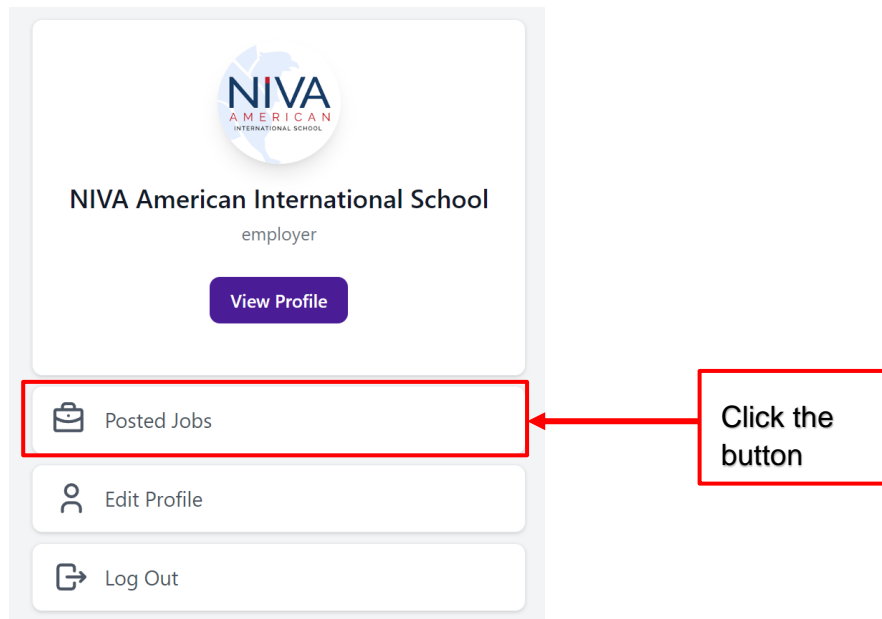 NIVA
AMERICAN
INTERNATIONAL SCHOOL
NIVA American International School
employer
View Profile
Posted Jobs
Click the
button
Edit Profile
Log Out